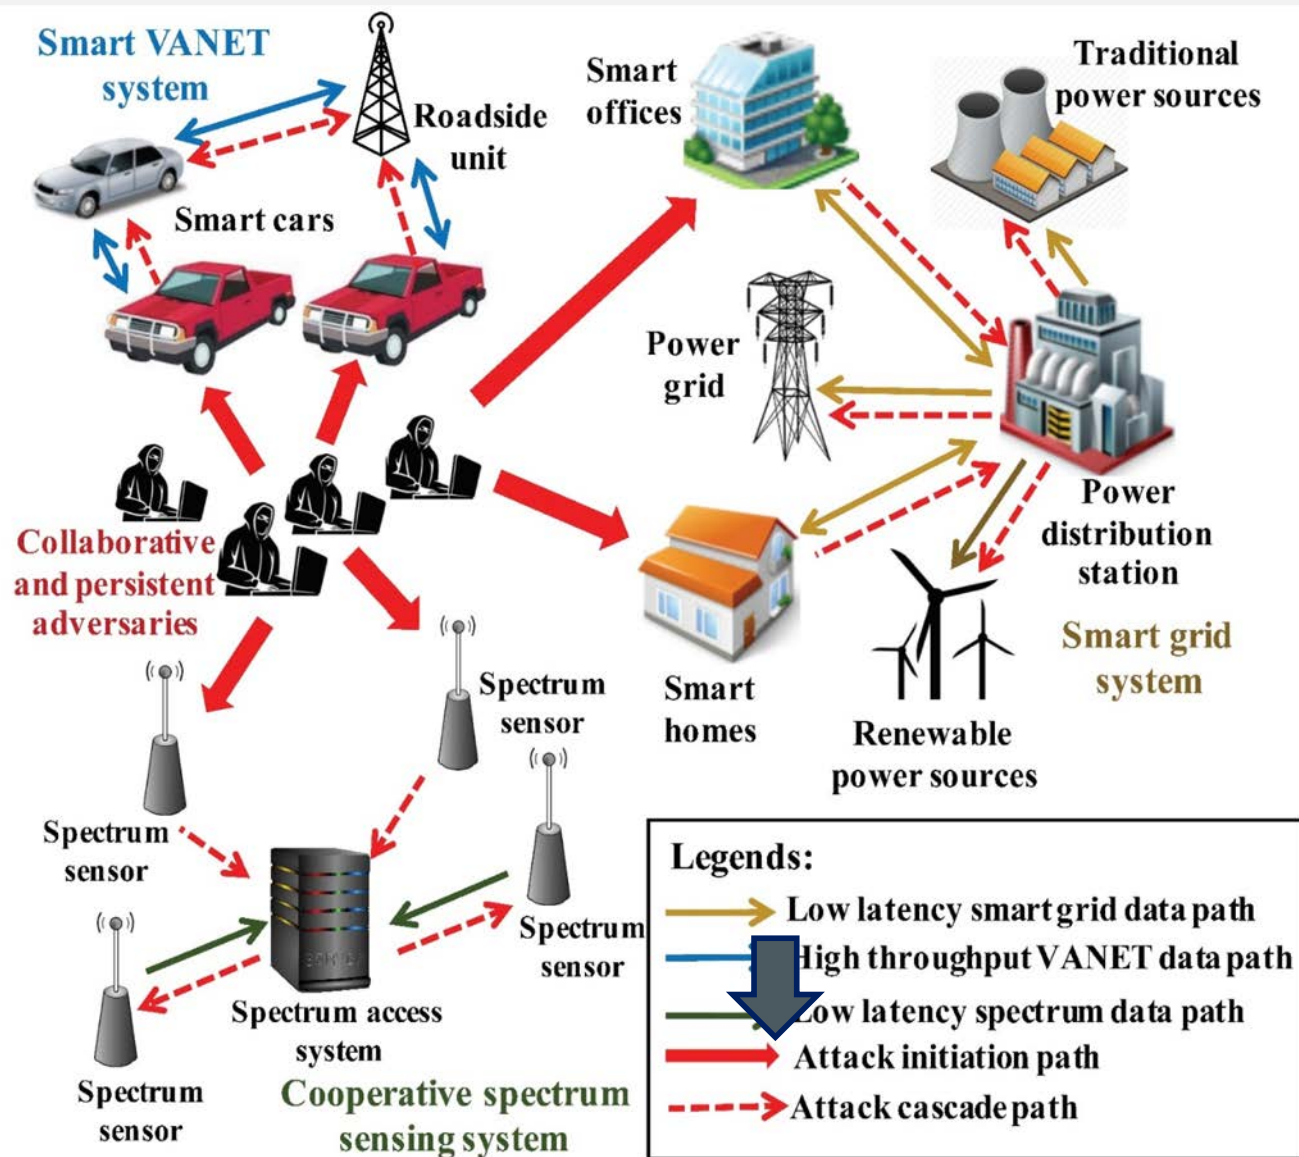 Smart VANET
system
Roadside
unit
Smart cars
Smart
offices
Traditional
power sources
Power
grid
Power
distribution
station
Smart grid
system
Collaborative
and persistent
adversaries
Smart
homes
Renewable
power sources
Spectrum
sensor
Spectrum
sensor
Spectrum
sensor
Spectrum
sensor
Spectrum access
system
Cooperative spectrum
sensing system
Legends:
Low latency smart grid data path
High throughput VANET data path
Low latency spectrum data path
Attack initiation path
Attack cascade path